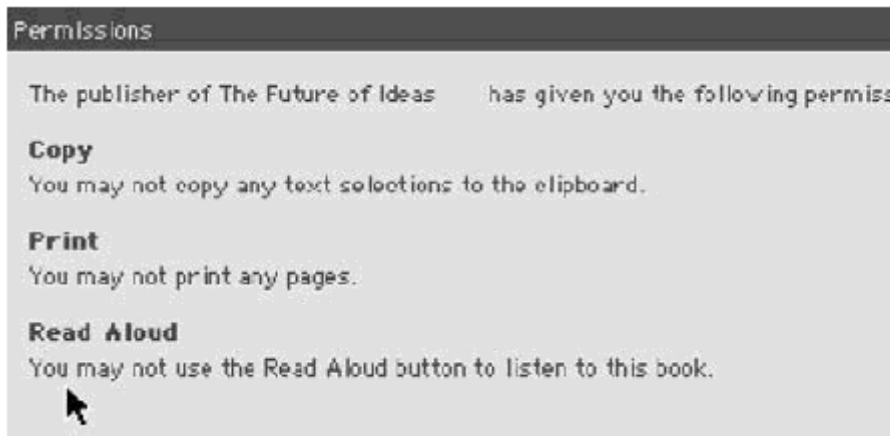 Permissions
The publisher of The Future of Ideas has given you the following permiss
Copy
You may not copy any text selections to the clipboard.
Print
You may not print any pages.
Read Aloud
You may not use the Read Aloud button to listen to this book.